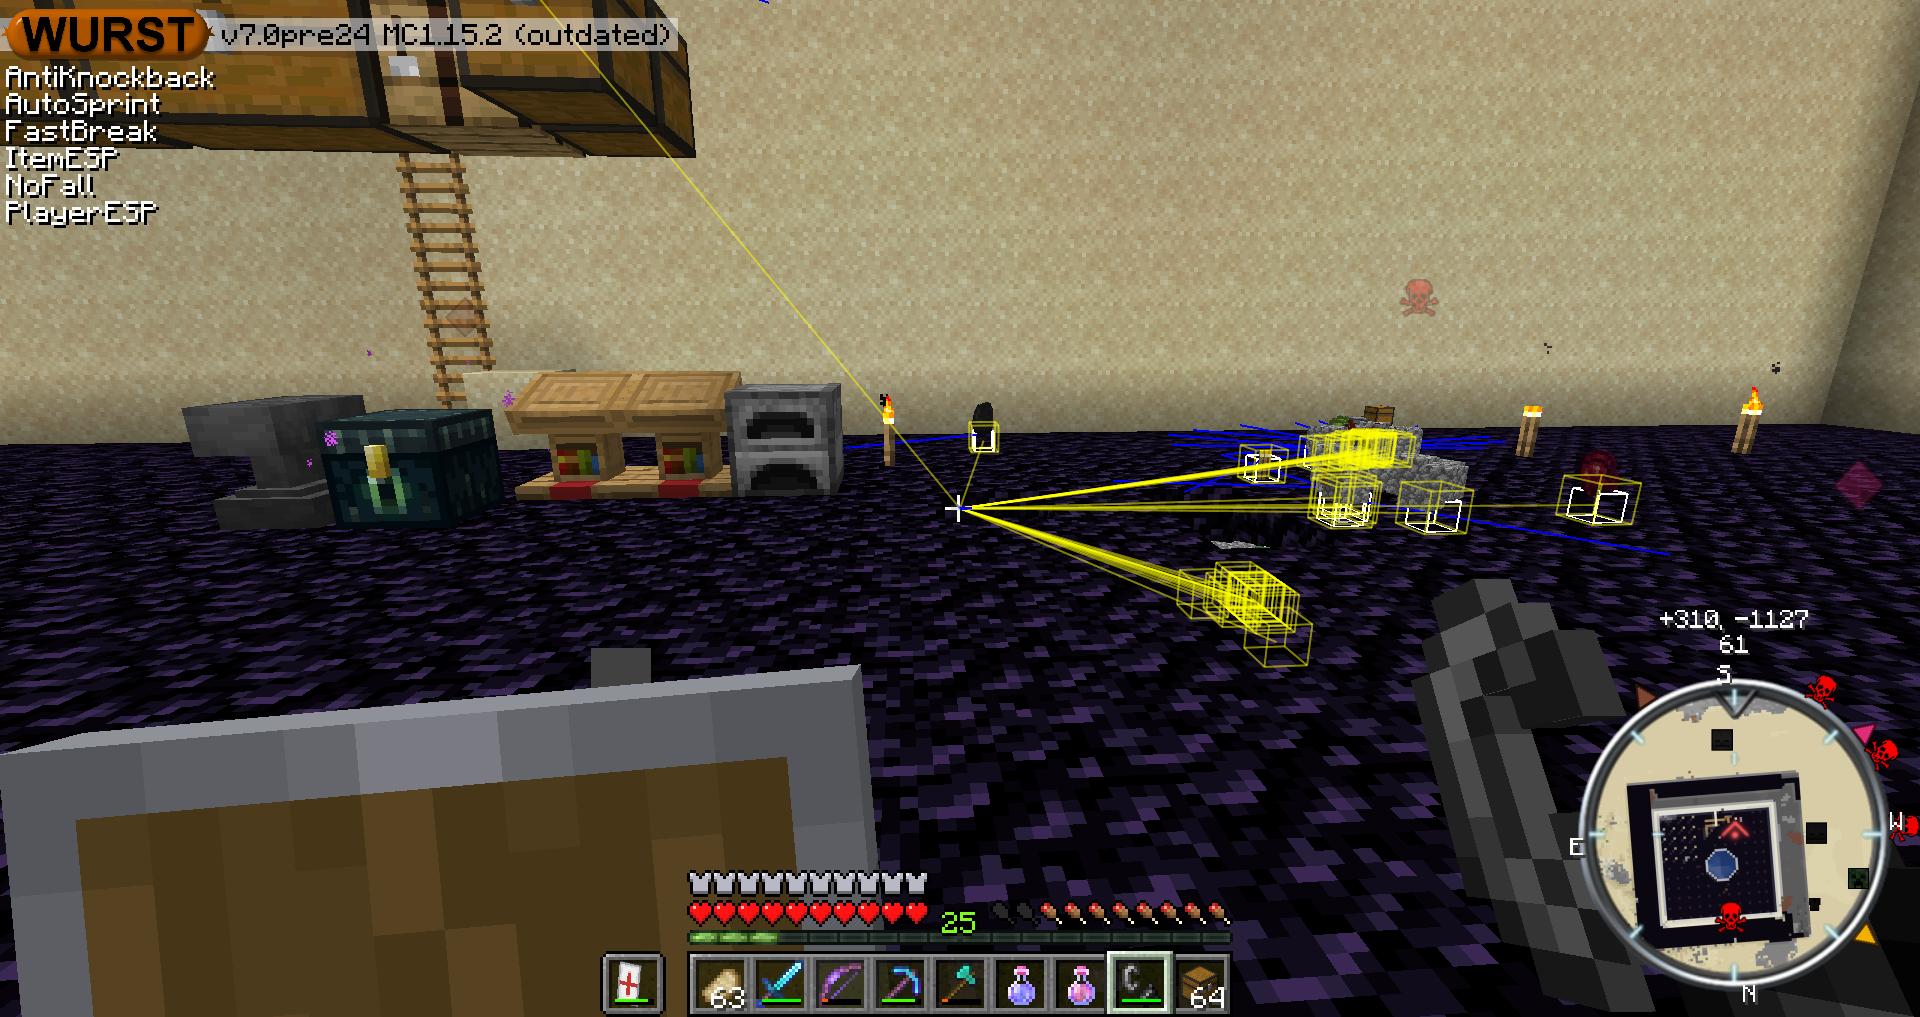 WURST v7.0pre24 MC1.15.2 (outdated)
AntiKnockback
AutoSprint
FastBreak
ItemESP
NoFall
PlayerESP
+310, -1127
61
S
W
E
N
25
63
64